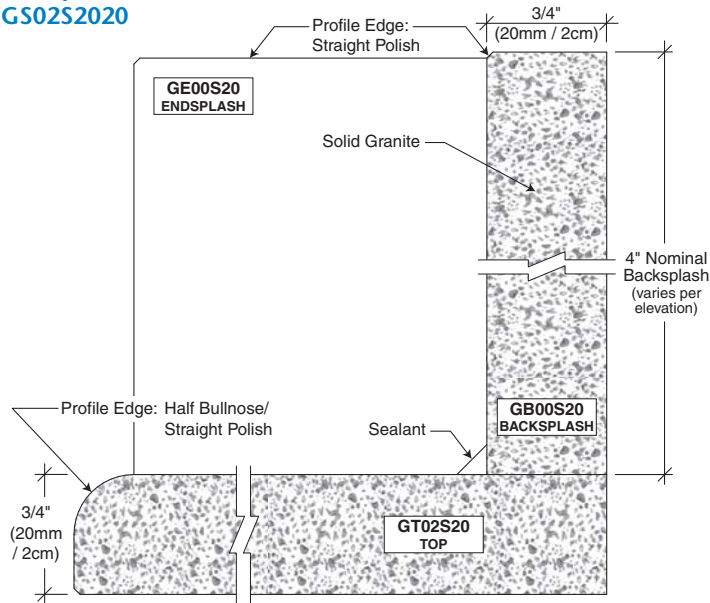 GS02S2020
Profile Edge:
Straight Polish
3/4"
(20mm / 2cm)
GE00S20
ENDSPLASH
Solid Granite
4" Nominal
Backsplash
(varies per
elevation)
Profile Edge: Half Bullnose/
Straight Polish
Sealant
GB00S20
BACKSPLASH
3/4"
(20mm
/ 2cm)
GT02S20
TOP